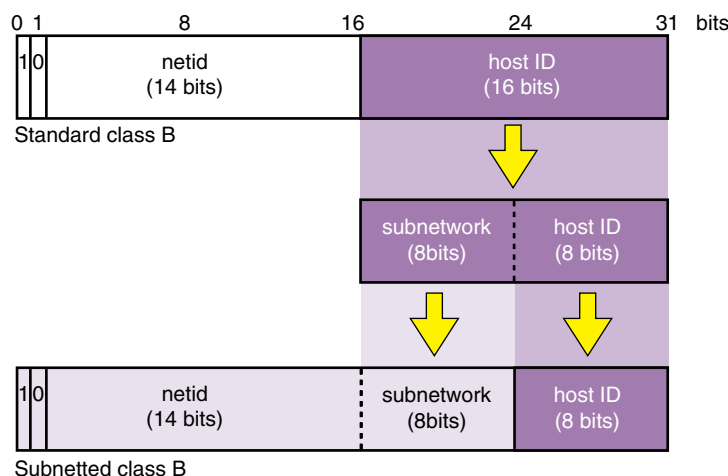 0 1 8 16 24 31 bits
1 0 netid host ID
(14 bits) (16 bits)
Standard class B
subnetwork host ID
(8bits) (8 bits)
1 0 netid subnetwork host ID
(14 bits) (8bits) (8 bits)
Subnetted class B